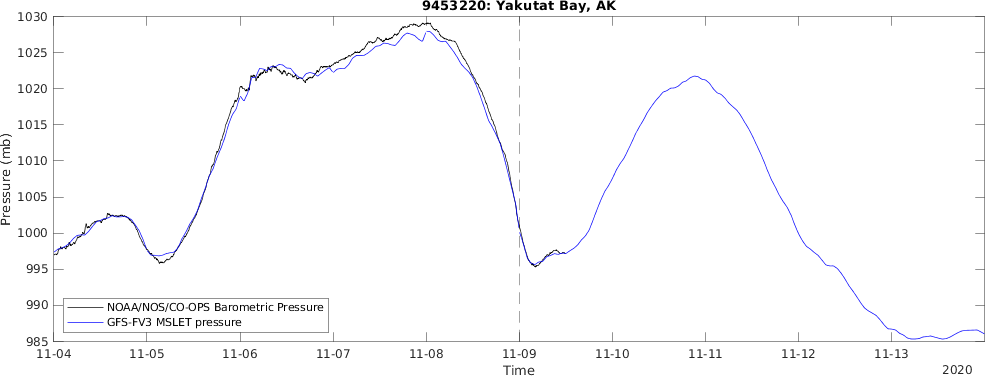 9453220: Yakutat Bay, AK
Pressure (mb)
1030
1025
1020
1015
1010
1005
1000
995
990
985
NOAA/NOS/CO-OPS Barometric Pressure
GFS-FV3 MSLET pressure
11-04 11-05 11-06 11-07 11-08 11-09 11-10 11-11 11-12 11-13
Time
2020